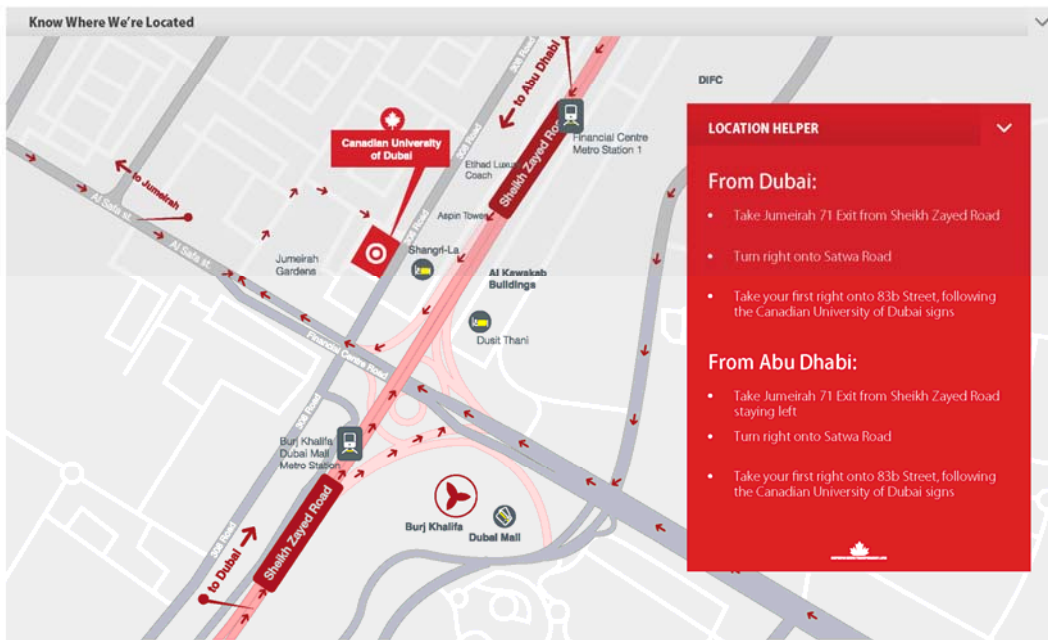 Know Where We're Located
308 Road
to Abu Dhabi
DIFC
Financial Centre
Metro Station 1
Sheikh Zayed Road
Canadian University
of Dubai
308 Road
Etihad Luxury
Coach
to Jumeirah
Al Safa st.
Aspin Tower
308 Road
Al Safa st.
Jumeirah
Gardens
Shangri-La
Al Kawakab
Buildings
Dusit Thani
Financial Centre Road
308 Road
Burj Khalifa
Dubai Mall
Metro Station
Sheikh Zayed Road
Burj Khalifa
Dubai Mall
308 Road
to Dubai
LOCATION HELPER
From Dubai:
• Take Jumeirah 71 Exit from Sheikh Zayed Road
• Turn right onto Satwa Road
• Take your first right onto 83b Street, following
the Canadian University of Dubai signs
From Abu Dhabi:
• Take Jumeirah 71 Exit from Sheikh Zayed Road
staying left
• Turn right onto Satwa Road
• Take your first right onto 83b Street, following
the Canadian University of Dubai signs